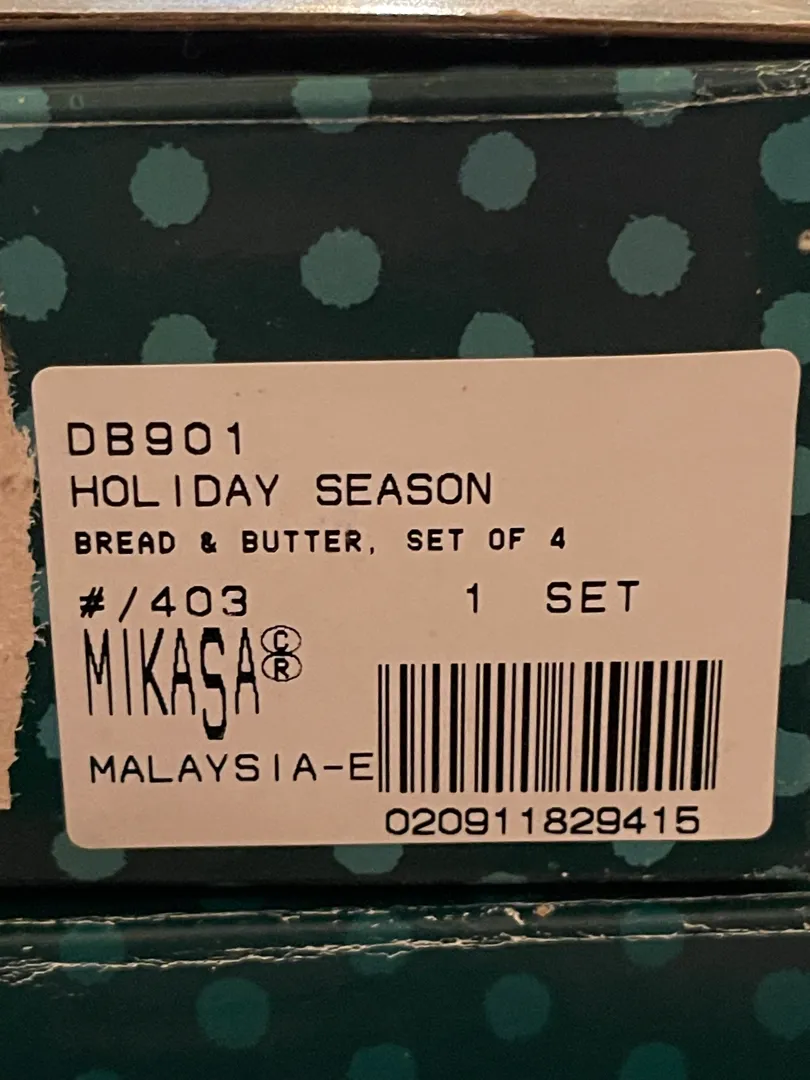 DB901
HOLIDAY SEASON
BREAD & BUTTER, SET OF 4
#/403 1 SET
MIKASA ©®
MALAYSIA-E
020911829415